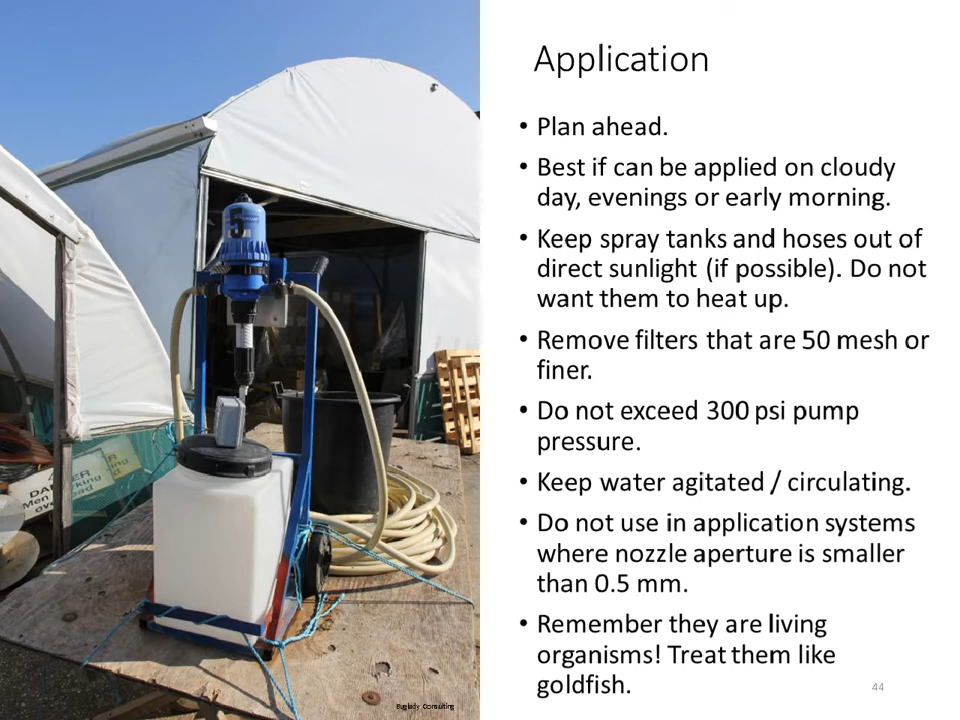 Application
• Plan ahead.
• Best if can be applied on cloudy
day, evenings or early morning.
• Keep spray tanks and hoses out of
direct sunlight (if possible). Do not
want them to heat up.
• Remove filters that are 50 mesh or
finer.
• Do not exceed 300 psi pump
pressure.
• Keep water agitated / circulating.
• Do not use in application systems
where nozzle aperture is smaller
than 0.5 mm.
• Remember they are living
organisms! Treat them like
goldfish.
44
Buglady Consulting
5
DA
Men